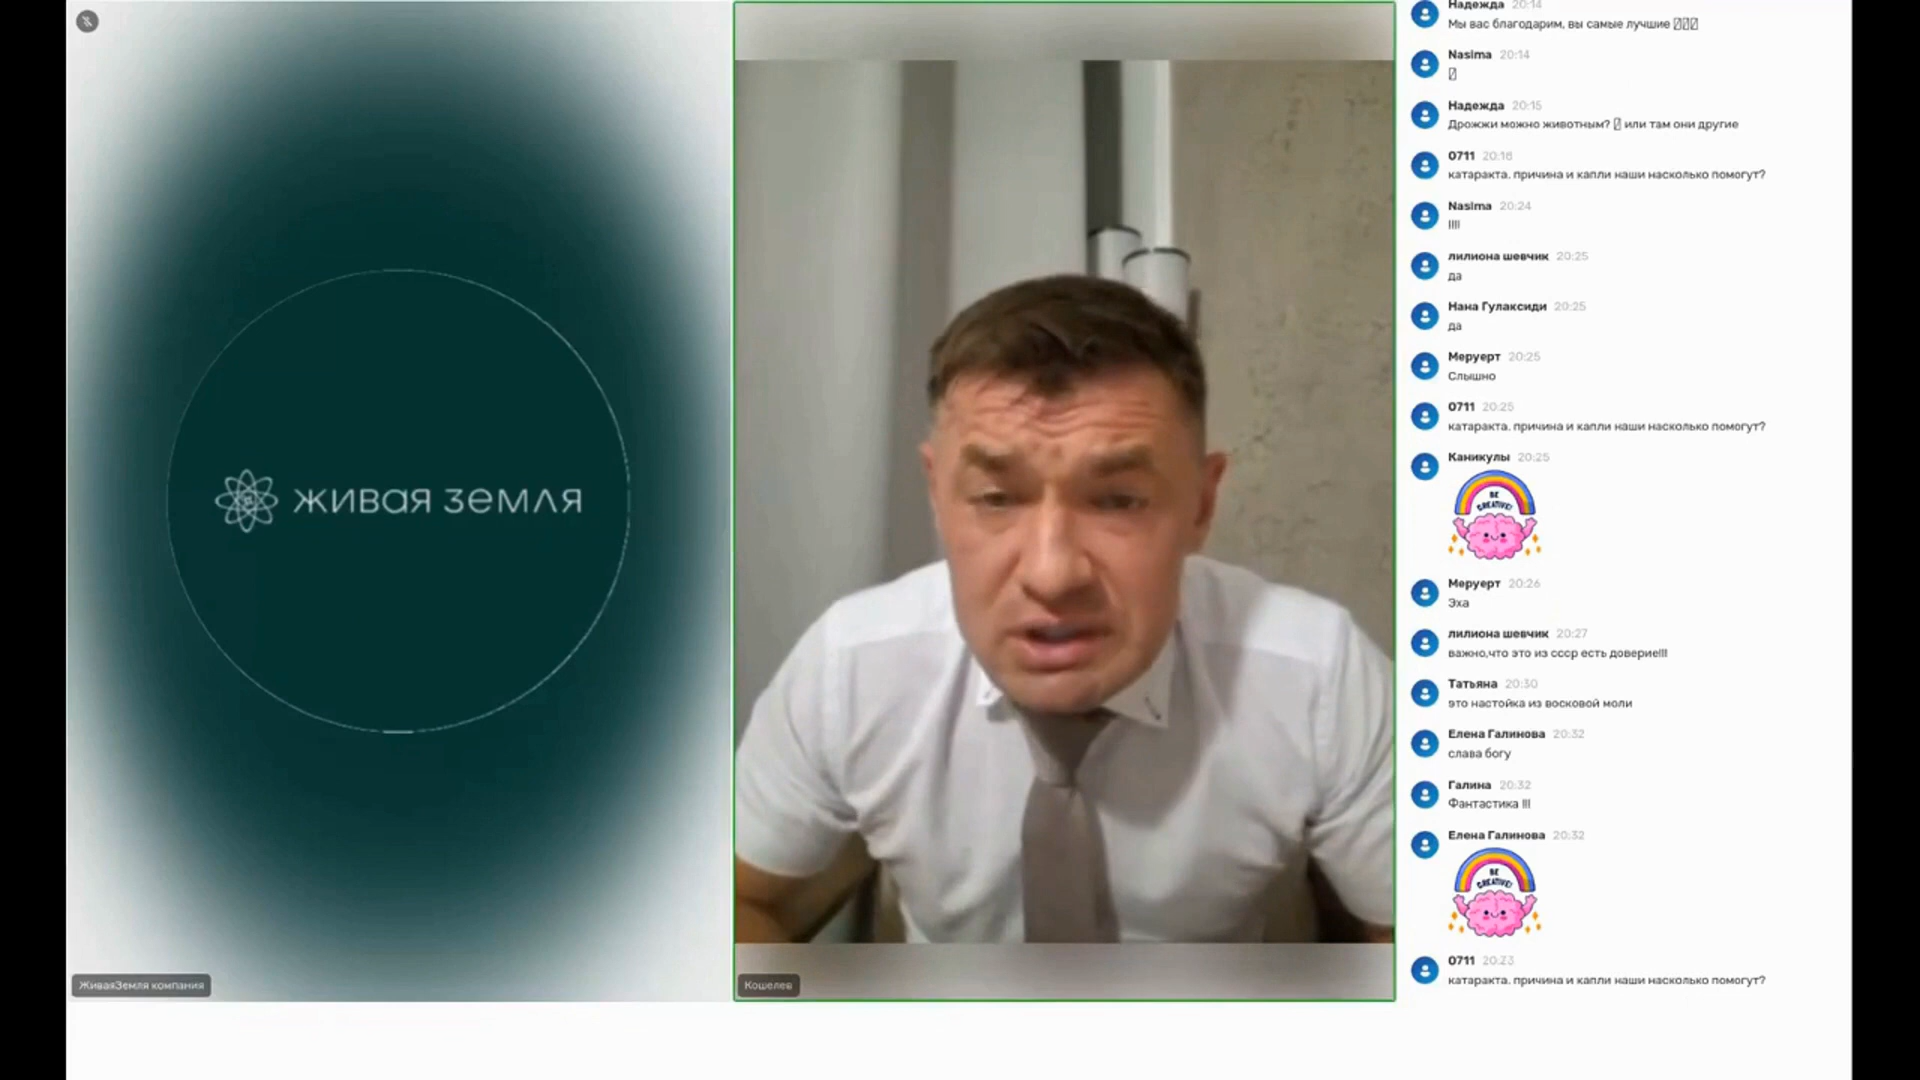 живая земля
ЖиваяЗемля компания
Кошелев
Надежда 20:14
Мы вас благодарим, вы самые лучшие
Nasima 20:14
Надежда 20:15
Дрожжи можно животным? или там они другие
0711 20:18
катаракта. причина и капли наши насколько помогут?
Nasima 20:24
!!!!
лилиона шевчик 20:25
да
Нана Гулаксиди 20:25
да
Меруерт 20:25
Слышно
0711 20:25
катаракта. причина и капли наши насколько помогут?
Каникулы 20:25
BE
CREATIVE!
Меруерт 20:26
Эха
лилиона шевчик 20:27
важно,что это из ссср есть доверие!!!
Татьяна 20:30
это настойка из восковой моли
Елена Галинова 20:32
слава богу
Галина 20:32
Фантастика !!!
Елена Галинова 20:32
BE
CREATIVE!
0711
катаракта. причина и капли наши насколько помогут?